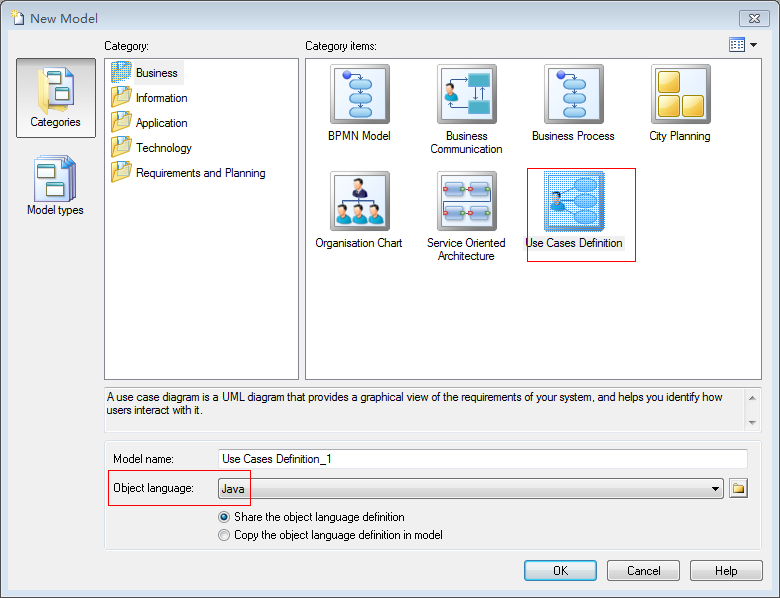 New Model
Category:
Category items:
Categories
Model types
Business
Information
Application
Technology
Requirements and Planning
BPMN Model
Business
Communication
Business Process
City Planning
Organisation Chart
Service Oriented
Architecture
Use Cases Definition
A use case diagram is a UML diagram that provides a graphical view of the requirements of your system, and helps you identify how
users interact with it.
Model name:
Use Cases Definition_1
Object language:
Java
Share the object language definition
Copy the object language definition in model
OK
Cancel
Help